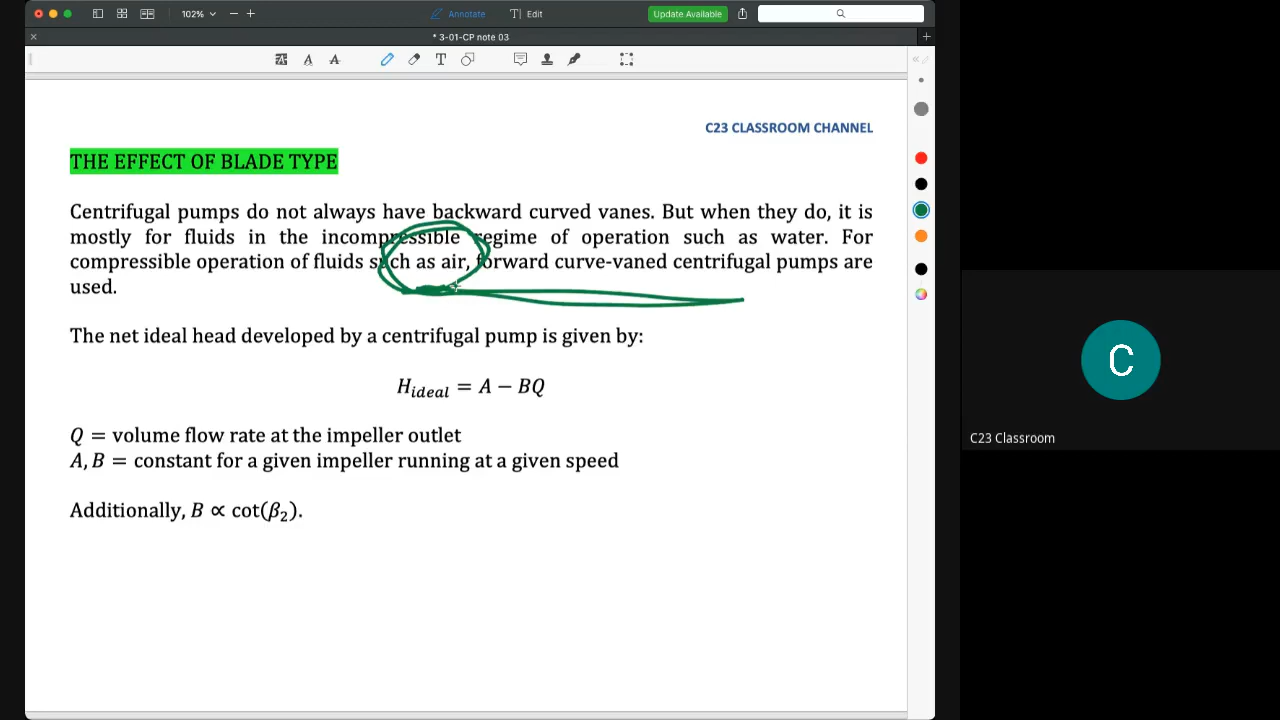 102%
Annotate
T Edit
Update Available
* 3-01-CP note 03
C23 CLASSROOM CHANNEL
THE EFFECT OF BLADE TYPE
Centrifugal pumps do not always have backward curved vanes. But when they do, it is
mostly for fluids in the incompressible regime of operation such as water. For
compressible operation of fluids such as air, forward curve-vaned centrifugal pumps are
used.
The net ideal head developed by a centrifugal pump is given by:
H_ideal = A − BQ
Q = volume flow rate at the impeller outlet
A, B = constant for a given impeller running at a given speed
Additionally, B ∝ cot(β₂).
C
C23 Classroom